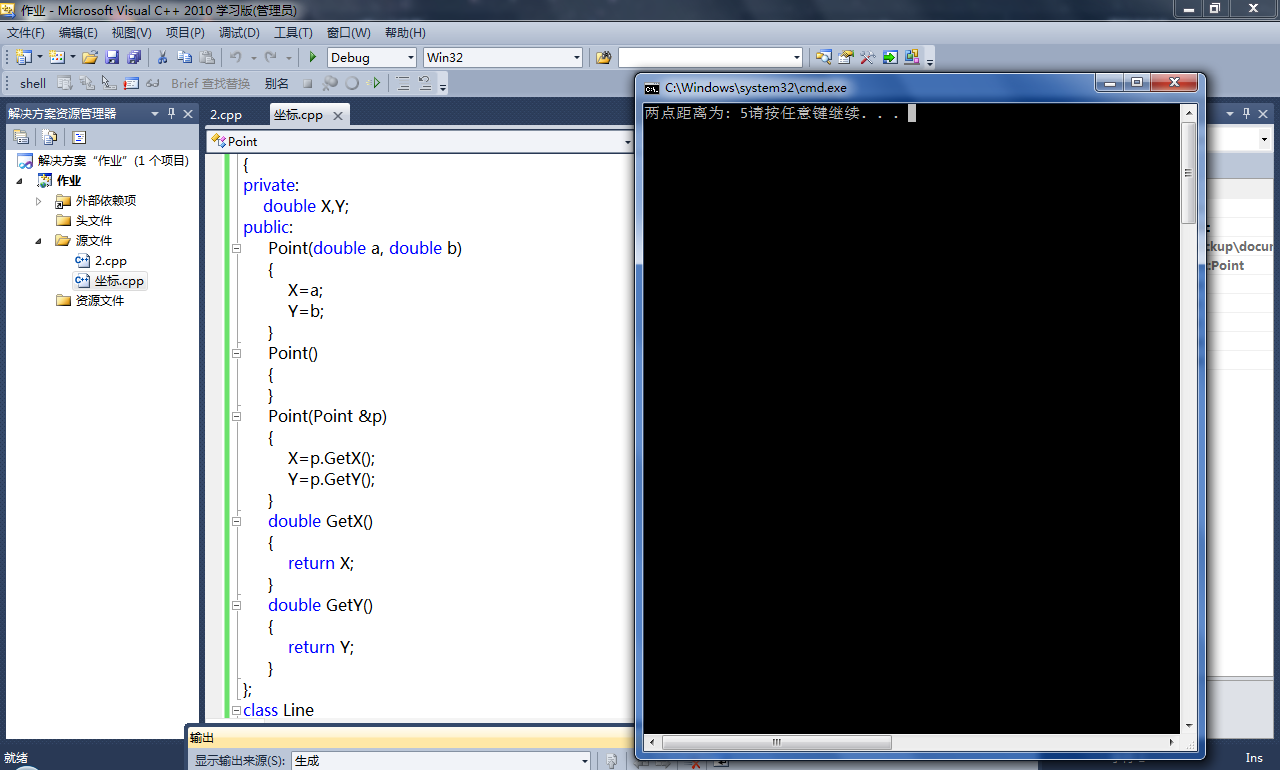 作业 - Microsoft Visual C++ 2010 学习版(管理员)
文件(F) 编辑(E) 视图(V) 项目(P) 调试(D) 工具(T) 窗口(W) 帮助(H)
Debug Win32
shell Brief 查找替换 别名
解决方案资源管理器
解决方案“作业”(1 个项目)
作业
外部依赖项
头文件
源文件
2.cpp
坐标.cpp
资源文件
2.cpp 坐标.cpp
Point
{
private:
double X,Y;
public:
Point(double a, double b)
{
X=a;
Y=b;
}
Point()
{
}
Point(Point &p)
{
X=p.GetX();
Y=p.GetY();
}
double GetX()
{
return X;
}
double GetY()
{
return Y;
}
};
class Line
输出
显示输出来源(S): 生成
C:\Windows\system32\cmd.exe
两点距离为: 5请按任意键继续. . .
ckup\docur
:Point
就绪
Ins